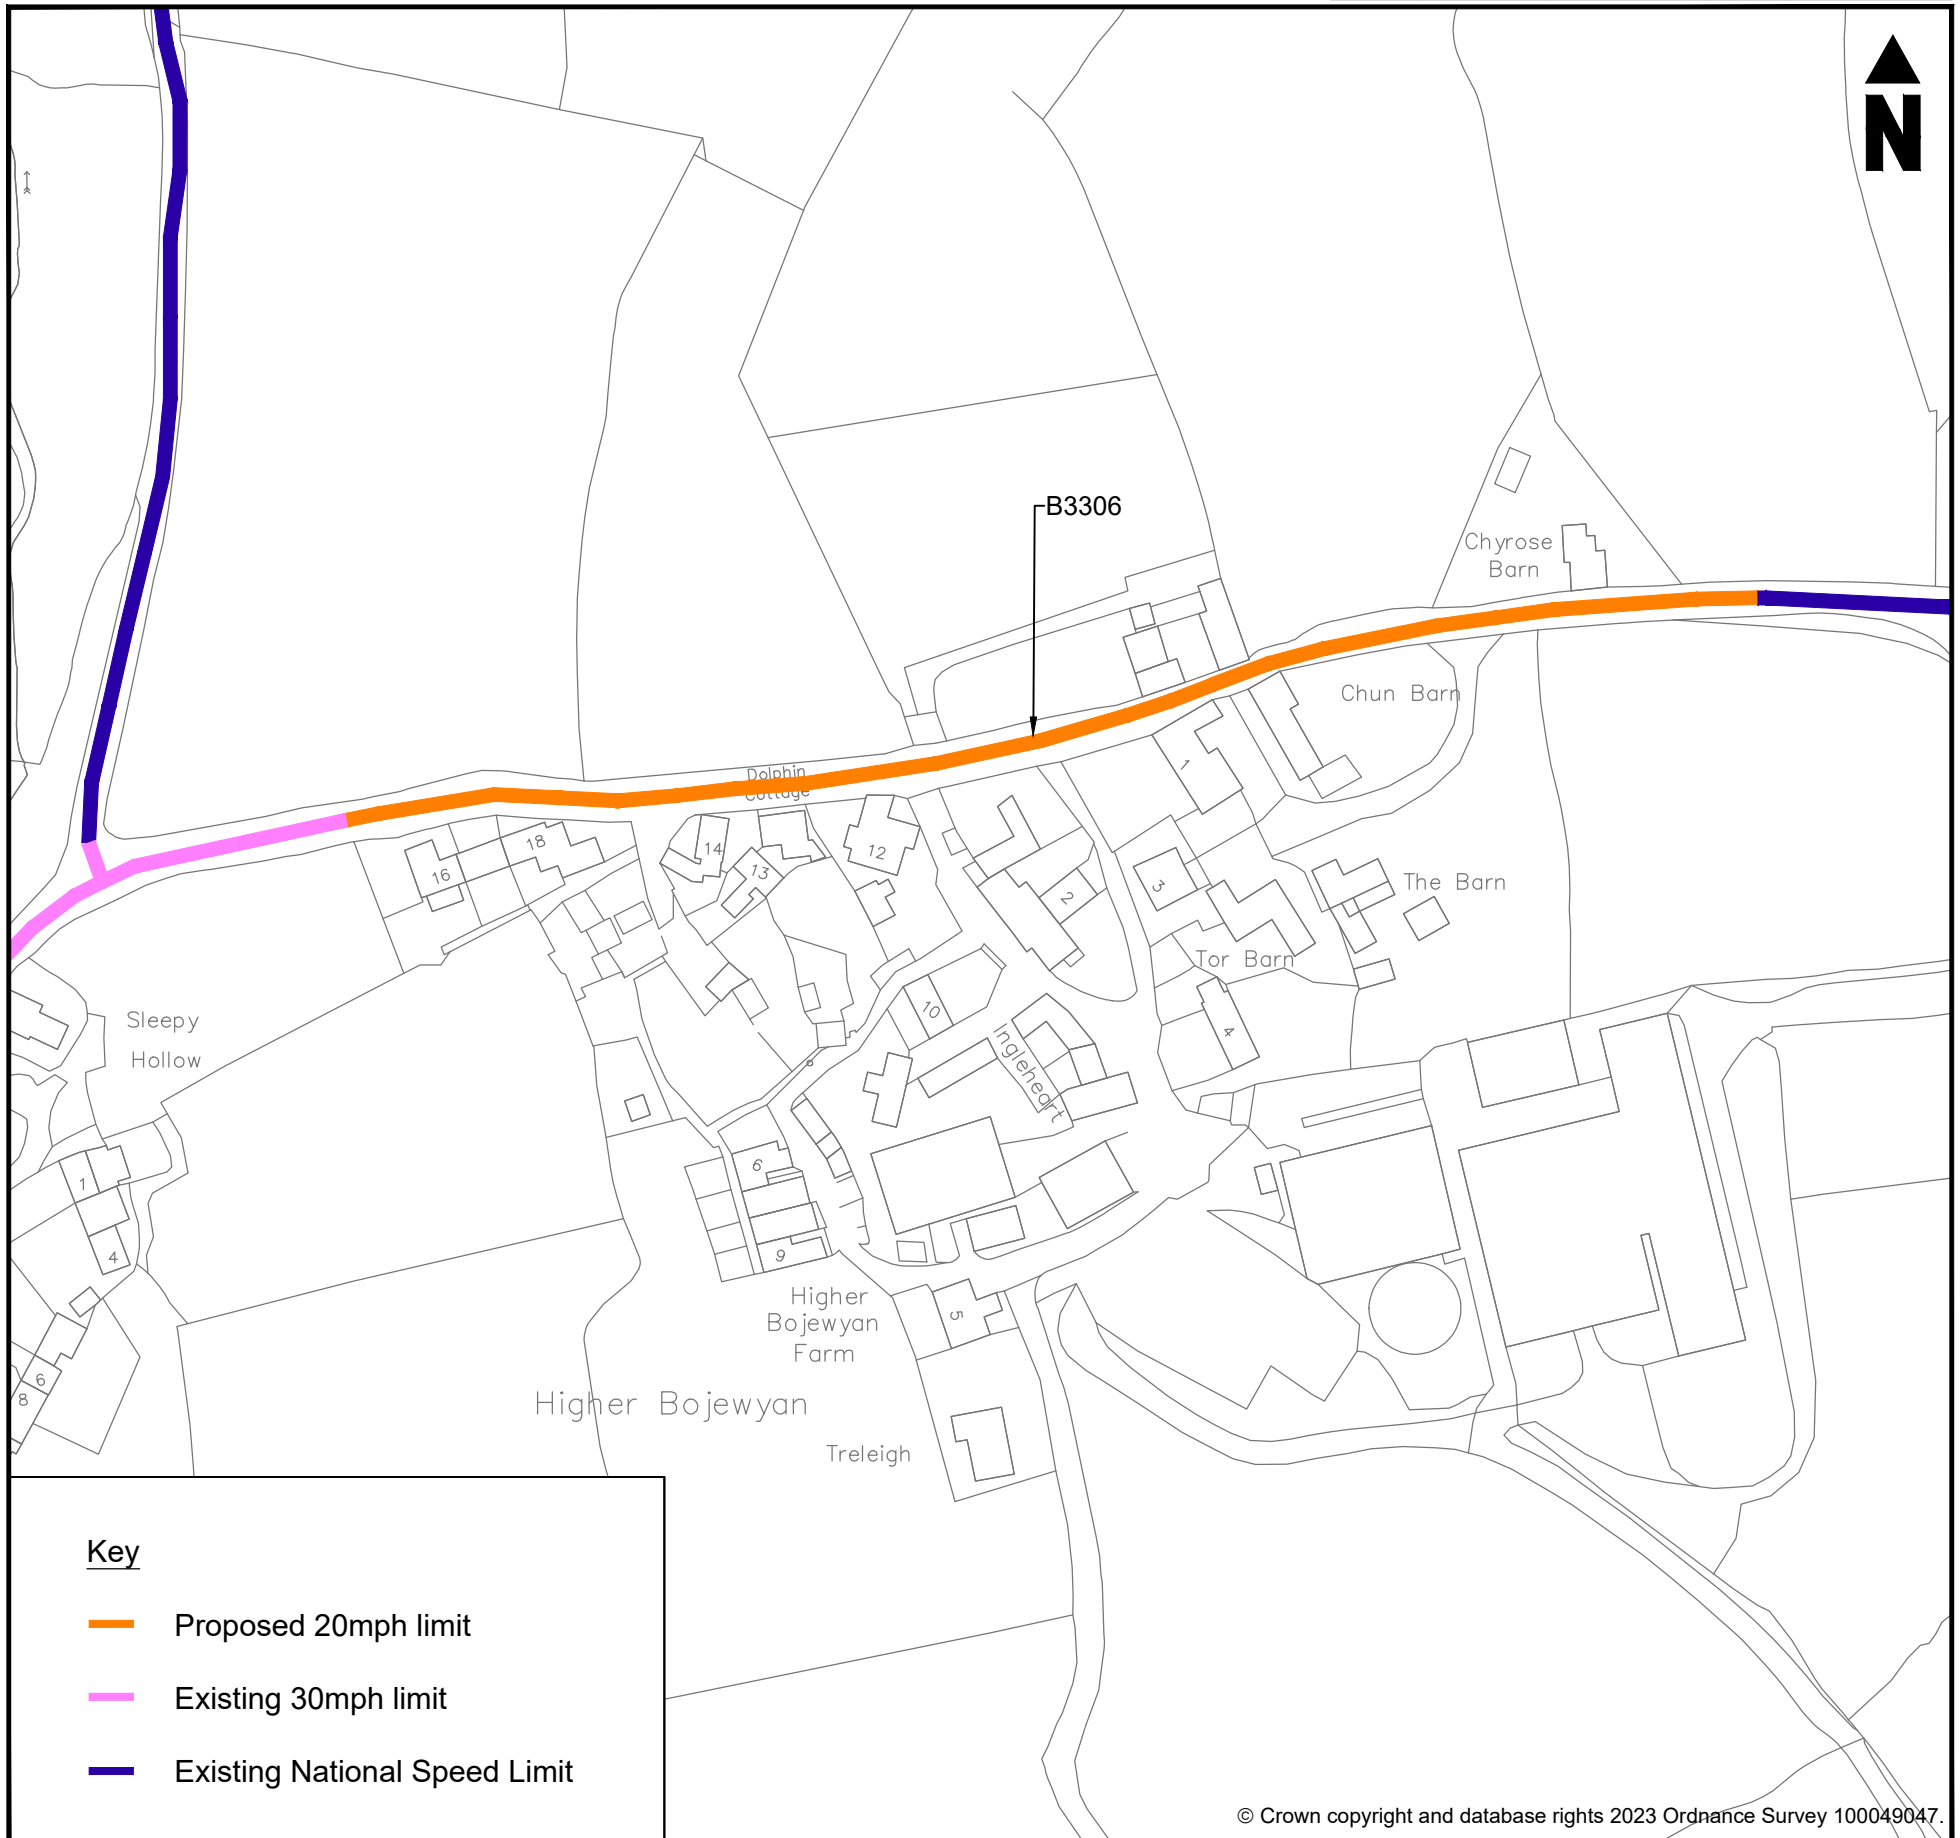 N
B3306
Chyrose
Barn
Chun Barn
Dolphin
Cottage
1
18
14
12
16
13
3
2
The Barn
Tor Barn
10
4
Sleepy
Hollow
Ingleheart
6
1
9
4
Higher
Bojewyan
Farm
5
6
8
Higher Bojewyan
Treleigh
Key
Proposed 20mph limit
Existing 30mph limit
Existing National Speed Limit
© Crown copyright and database rights 2023 Ordnance Survey 100049047.